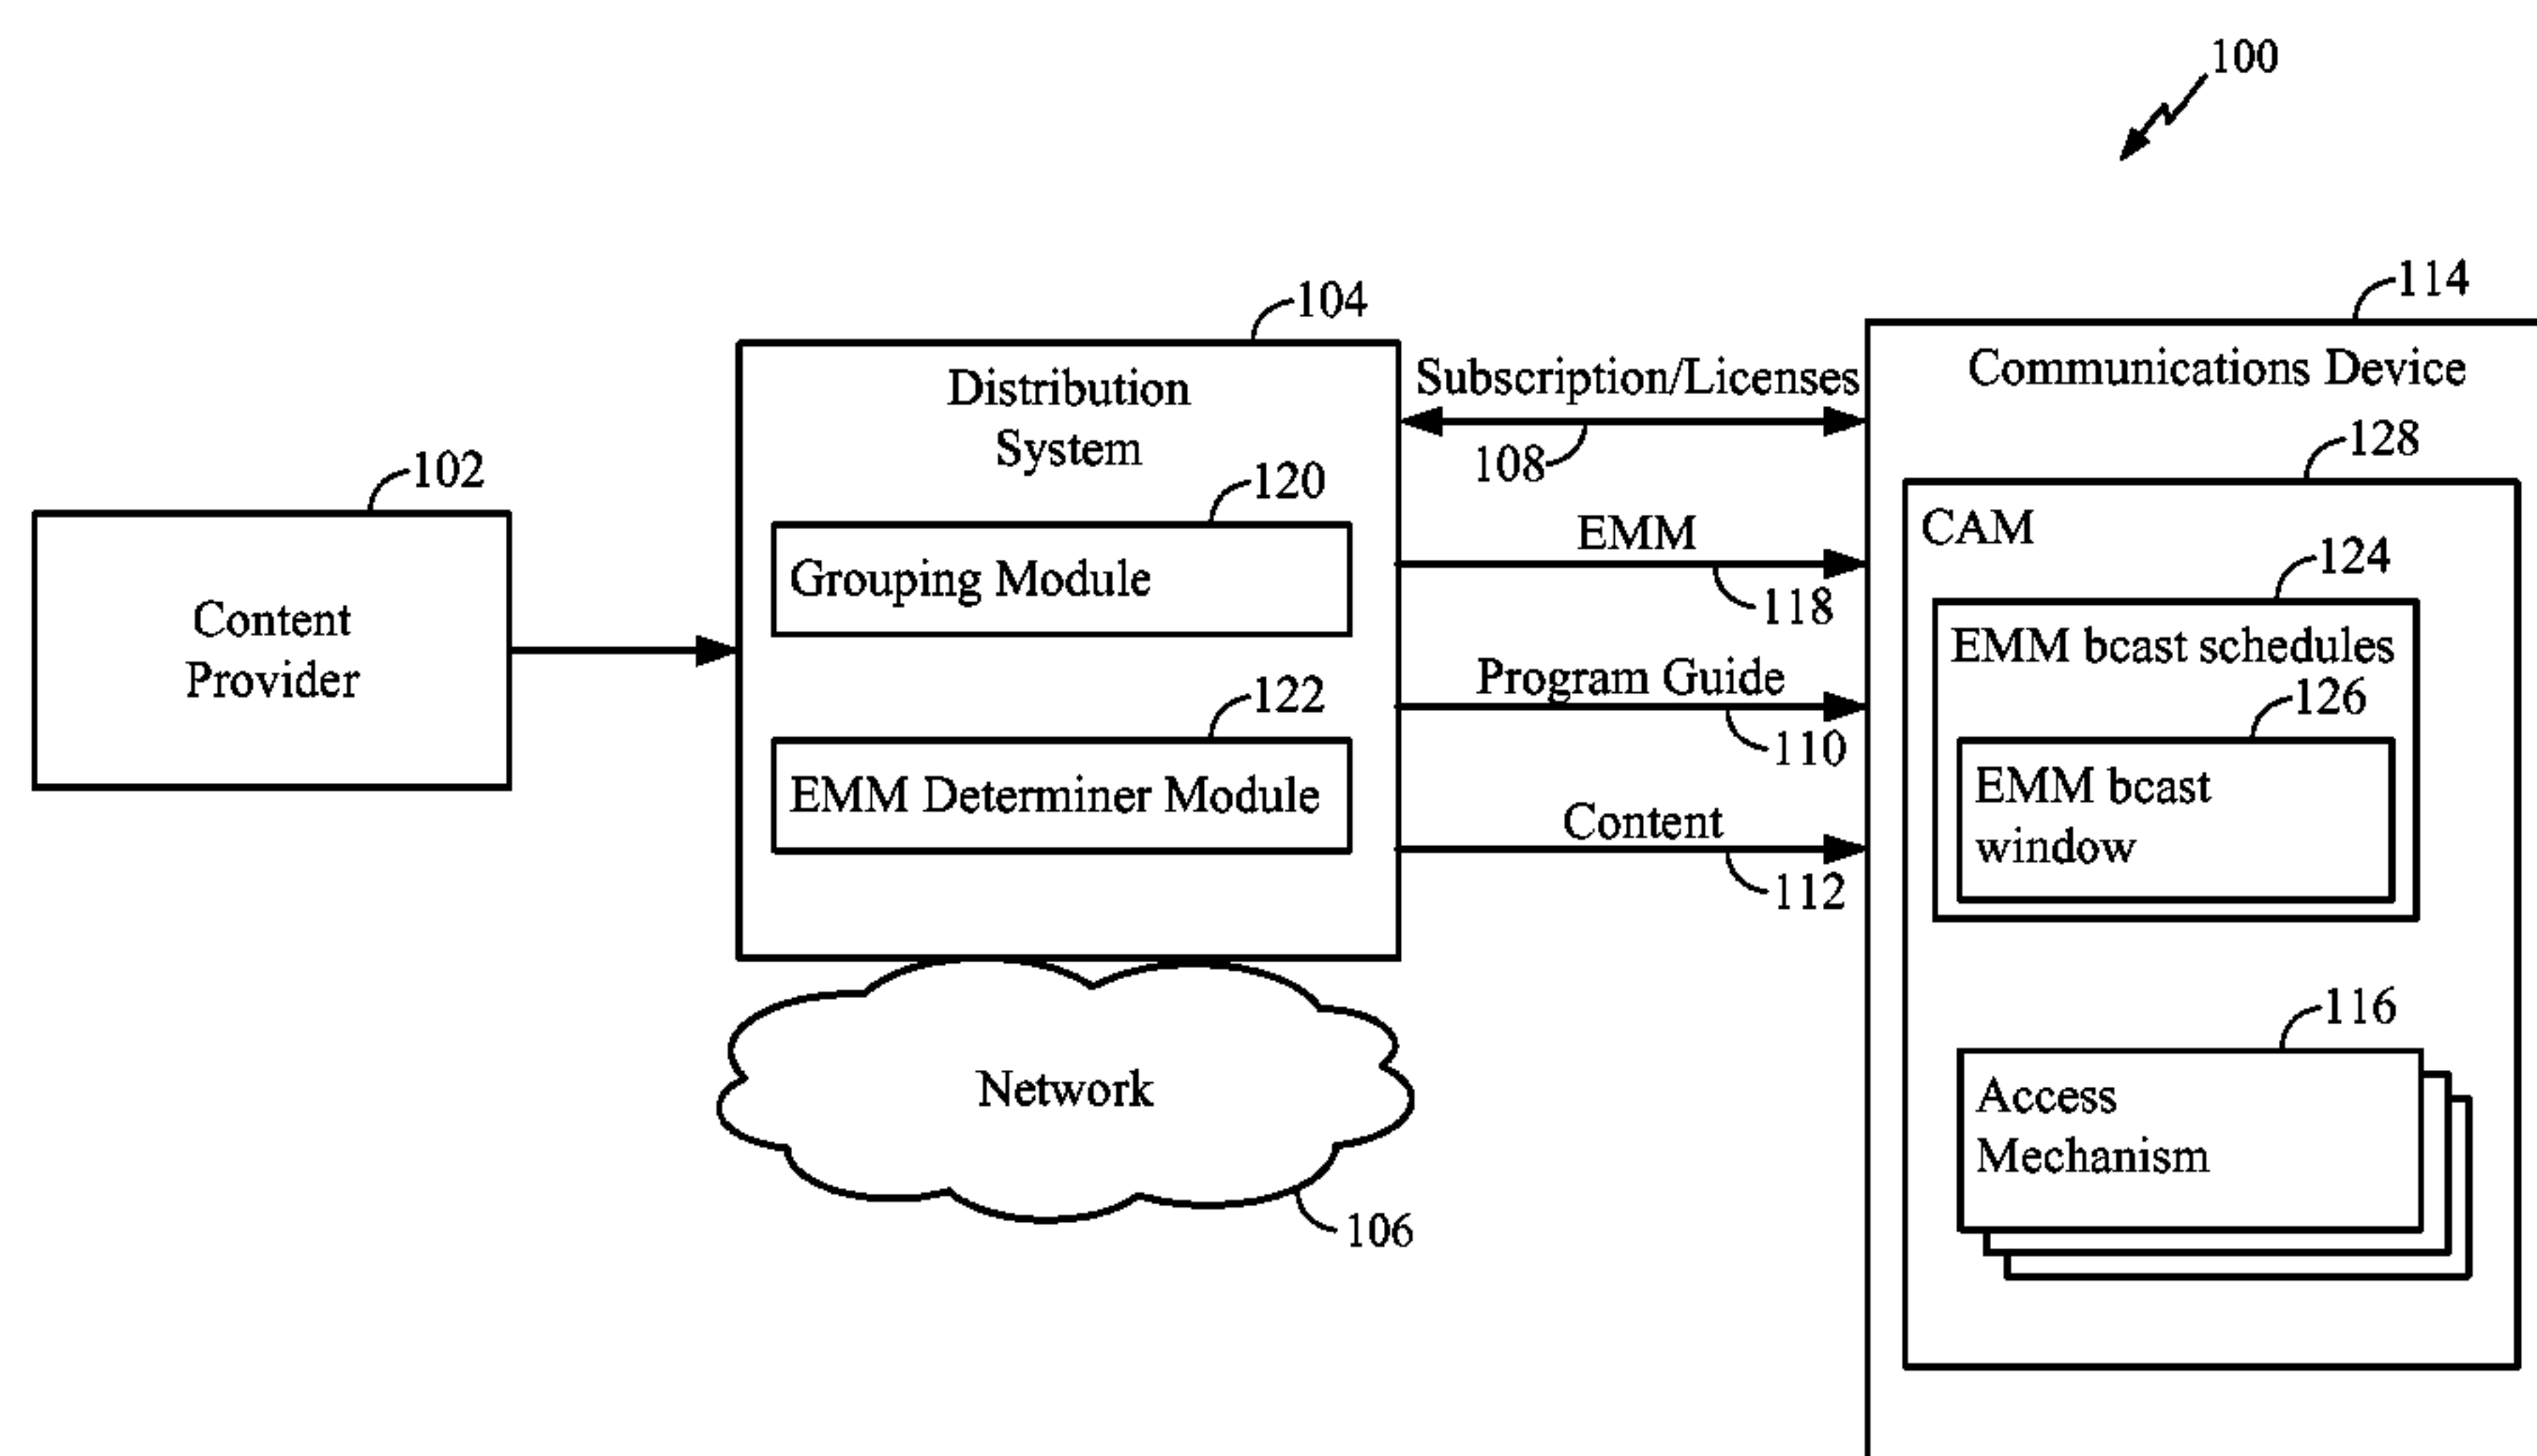 100
102
Content
Provider
104
Distribution
System
120
Grouping Module
122
EMM Determiner Module
Subscription/Licenses
108
EMM
118
Program Guide
110
Content
112
Network
106
114
Communications Device
128
CAM
124
EMM bcast schedules
126
EMM bcast
window
116
Access
Mechanism